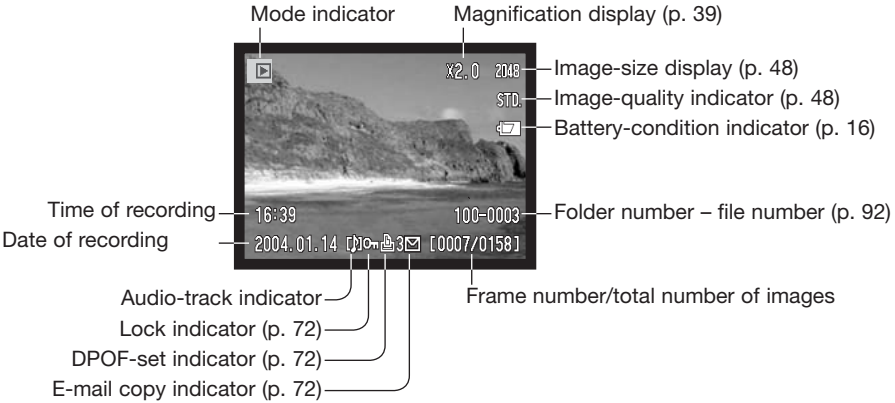 Mode indicator
Magnification display (p. 39)
X2.0 2048
Image-size display (p. 48)
STD.
Image-quality indicator (p. 48)
Battery-condition indicator (p. 16)
Time of recording
16:39
100-0003
Folder number – file number (p. 92)
Date of recording
2004.01.14 3 [0007/0158]
Audio-track indicator
Frame number/total number of images
Lock indicator (p. 72)
DPOF-set indicator (p. 72)
E-mail copy indicator (p. 72)